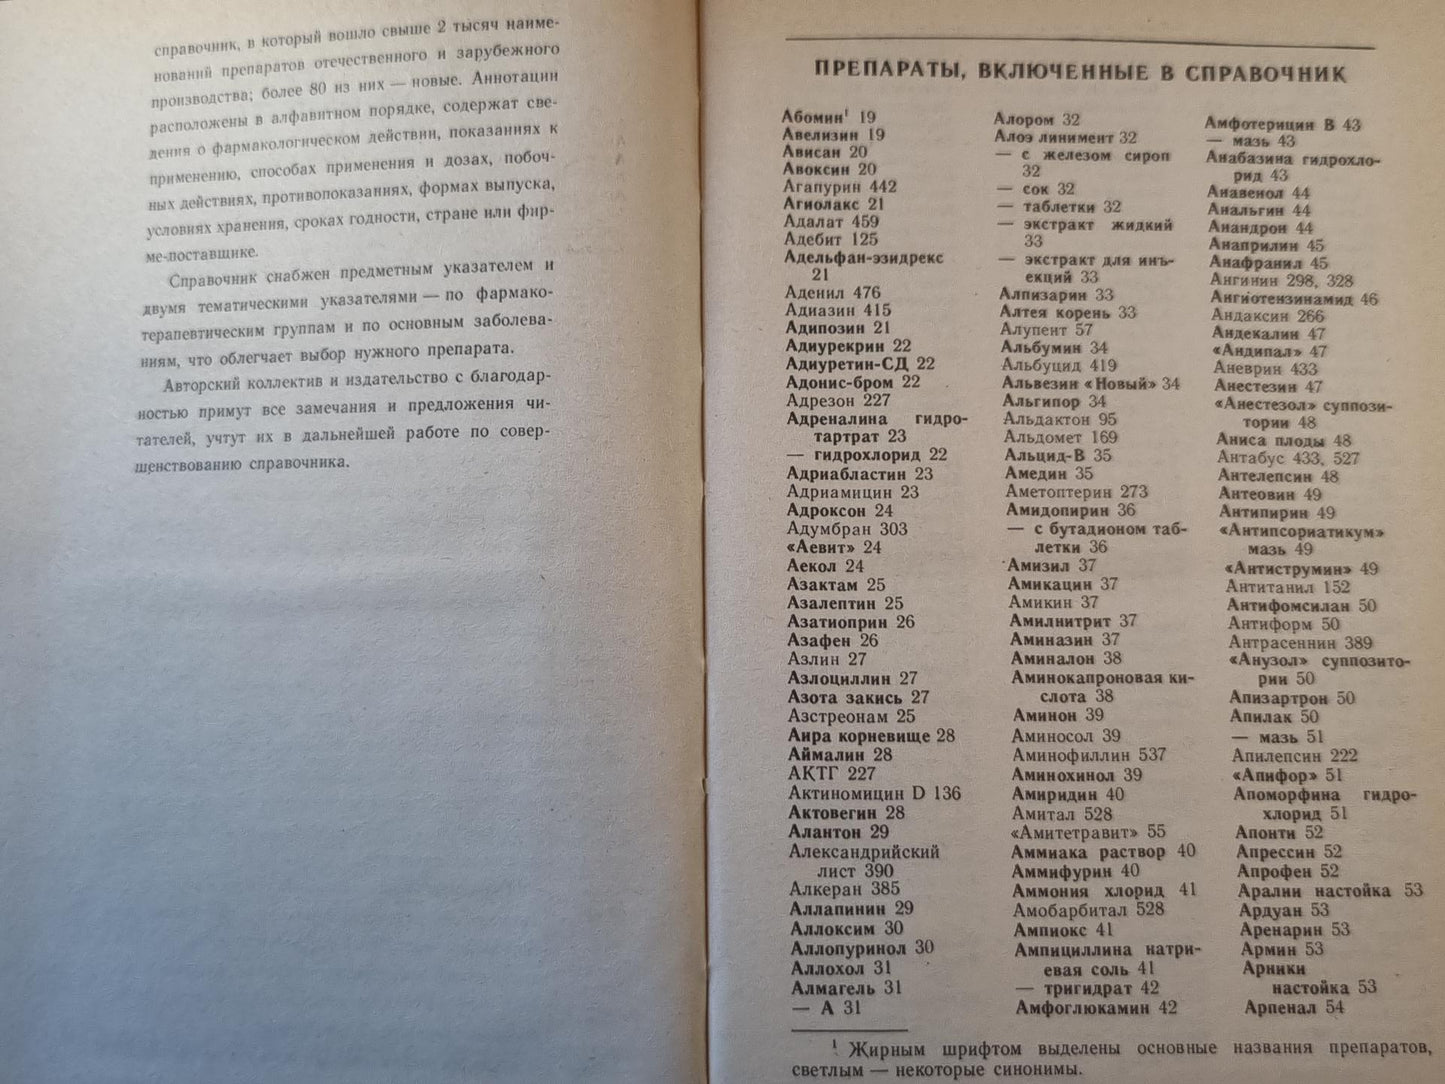 справочник, в который вошло свыше 2 тысяч наиме-
нований препаратов отечественного и зарубежного
производства; более 80 из них — новые. Аннотации
расположены в алфавитном порядке, содержат све-
дения о фармакологическом действии, показаниях к
применению, способах применения и дозах, побоч-
ных действиях, противопоказаниях, формах выпуска,
условиях хранения, сроках годности, стране или фир-
ме-поставщике.
Справочник снабжен предметным указателем и
двумя тематическими указателями — по фармако-
терапевтическим группам и по основным заболева-
ниям, что облегчает выбор нужного препарата.
Авторский коллектив и издательство с благодар-
ностью примут все замечания и предложения чи-
тателей, учтут их в дальнейшей работе по совер-
шенствованию справочника.
ПРЕПАРАТЫ, ВКЛЮЧЕННЫЕ В СПРАВОЧНИК
Абомин¹ 19
Авелизин 19
Ависан 20
Авоксин 20
Агапурин 442
Агиолакс 21
Адалат 459
Адебит 125
Адельфан-эзидрекс
21
Аденил 476
Адиазин 415
Адипозин 21
Адиурекрин 22
Адиуретин-СД 22
Адонис-бром 22
Адрезон 227
Адреналина гидро-
тартрат 23
— гидрохлорид 22
Адриабластин 23
Адриамицин 23
Адроксон 24
Адумбран 303
«Аевит» 24
Аекол 24
Азактам 25
Азалептин 25
Азатиоприн 26
Азафен 26
Азлин 27
Азлоциллин 27
Азота закись 27
Азстреонам 25
Аира корневище 28
Аймалин 28
АКТГ 227
Актиномицин D 136
Актовегин 28
Алантон 29
Александрийский
лист 390
Алкеран 385
Аллапинин 29
Аллоксим 30
Аллопуринол 30
Аллохол 31
Алмагель 31
— А 31
Алором 32
Алоэ линимент 32
— с железом сироп
32
— сок 32
— таблетки 32
— экстракт жидкий
33
— экстракт для инъ-
екций 33
Алпизарин 33
Алтея корень 33
Алупент 57
Альбумин 34
Альбуцид 419
Альвезин «Новый» 34
Альгипор 34
Альдактон 95
Альдомет 169
Альцид-В 35
Амедин 35
Аметоптерин 273
Амидопирин 36
— с бутадионом таб-
летки 36
Амизил 37
Амикацин 37
Амикин 37
Амилнитрит 37
Аминазин 37
Аминалон 38
Аминокапроновая ки-
слота 38
Аминон 39
Аминосол 39
Аминофиллин 537
Аминохинол 39
Амиридин 40
Амитал 528
«Амитетравит» 55
Аммиака раствор 40
Аммифурин 40
Аммония хлорид 41
Амобарбитал 528
Ампиокс 41
Ампициллина натри-
евая соль 41
— тригидрат 42
Амфоглюкамин 42
Амфотерицин В 43
— мазь 43
Анабазина гидрохло-
рид 43
Анавенол 44
Анальгин 44
Анандрон 44
Анаприлин 45
Анафранил 45
Ангинин 298, 328
Ангиотензинамид 46
Андаксин 266
Андекалин 47
«Андипал» 47
Аневрин 433
Анестезин 47
«Анестезол» суппози-
тории 48
Аниса плоды 48
Антабус 433, 527
Антелепсин 48
Антеовин 49
Антипирин 49
«Антипсориатикум»
мазь 49
«Антиструмин» 49
Антитанил 152
Антифомсилан 50
Антиформ 50
Антрасеннин 389
«Анузол» суппозито-
рии 50
Апизартрон 50
Апилак 50
— мазь 51
Апилепсин 222
«Апифор» 51
Апоморфина гидро-
хлорид 51
Апонти 52
Апрессин 52
Апрофен 52
Аралии настойка 53
Ардуан 53
Аренарин 53
Армин 53
Арники
настойка 53
Арпенал 54
¹ Жирным шрифтом выделены основные названия препаратов,
светлым — некоторые синонимы.